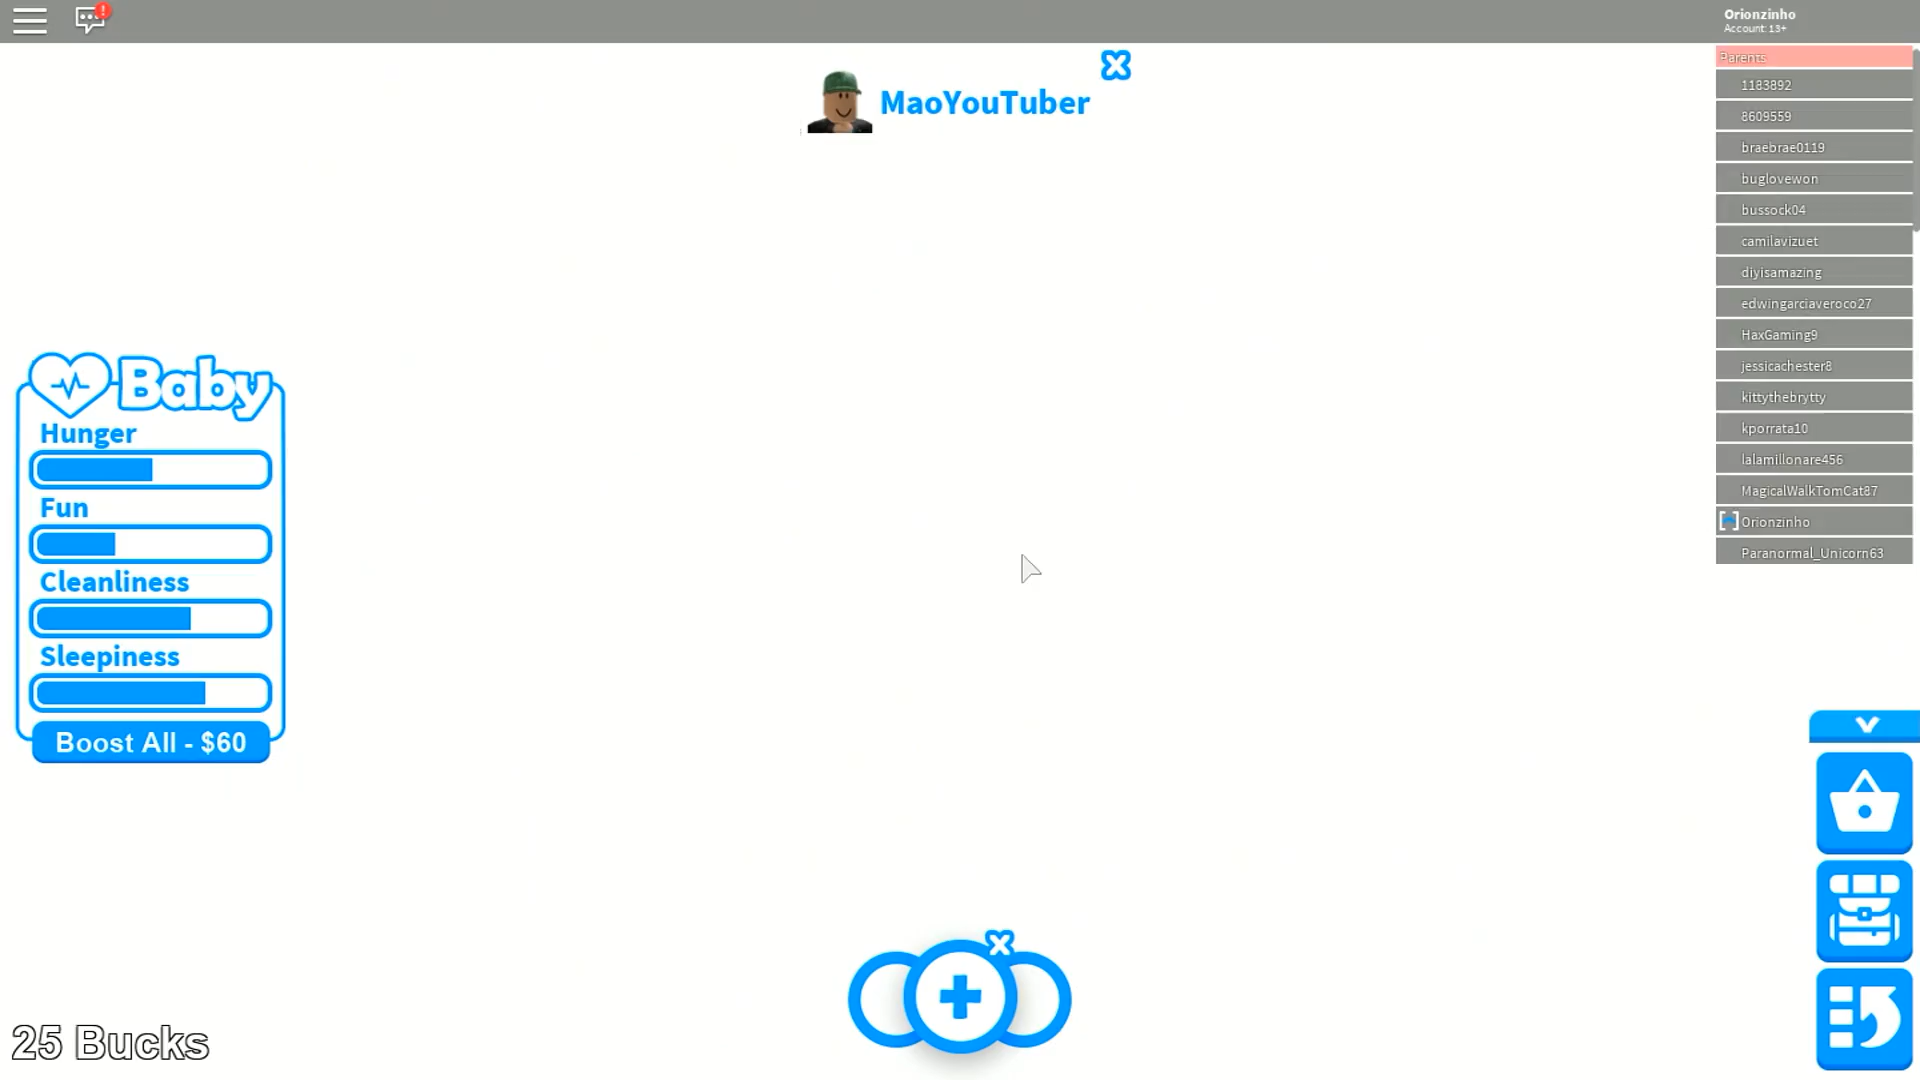 Orionzinho
Account: 13+
MaoYouTuber
Parents
1183892
8609559
braebrae0119
buglovewon
bussock04
camilavizuet
diyisamazing
edwingarciaveroco27
HaxGaming9
jessicachester8
kittythebrytty
kporrata10
lalamillonare456
MagicalWalkTomCat87
Orionzinho
Paranormal_Unicorn63
Baby
Hunger
Fun
Cleanliness
Sleepiness
Boost All - $60
25 Bucks